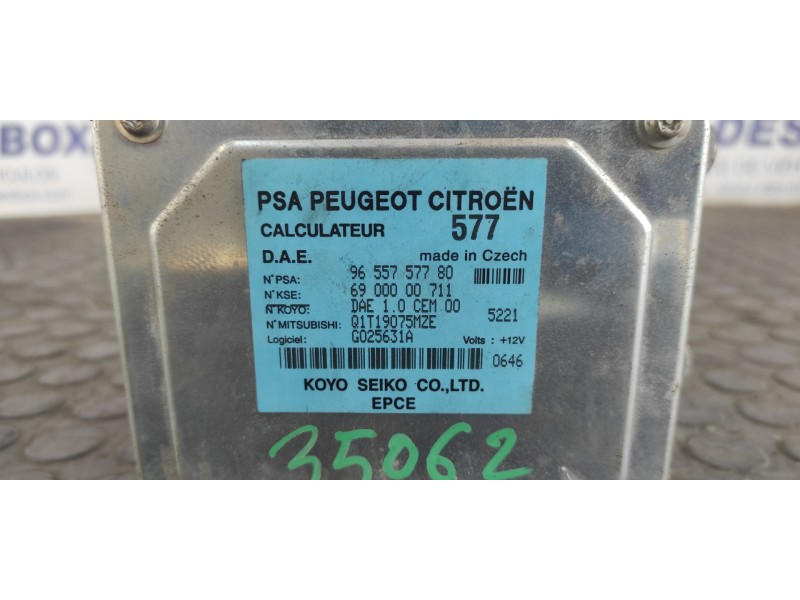 BOX
DES
PSA PEUGEOT CITROËN
CALCULATEUR 577
D.A.E. made in Czech
N°PSA: 96 557 577 80
N°KSE: 69 000 00 711
N°KOYO: DAE 1.0 CEM 00 5221
N°MITSUBISHI: Q1T19075MZE
Logiciel: G025631A Volts : +12V
0646
KOYO SEIKO CO.,LTD.
EPCE
35062